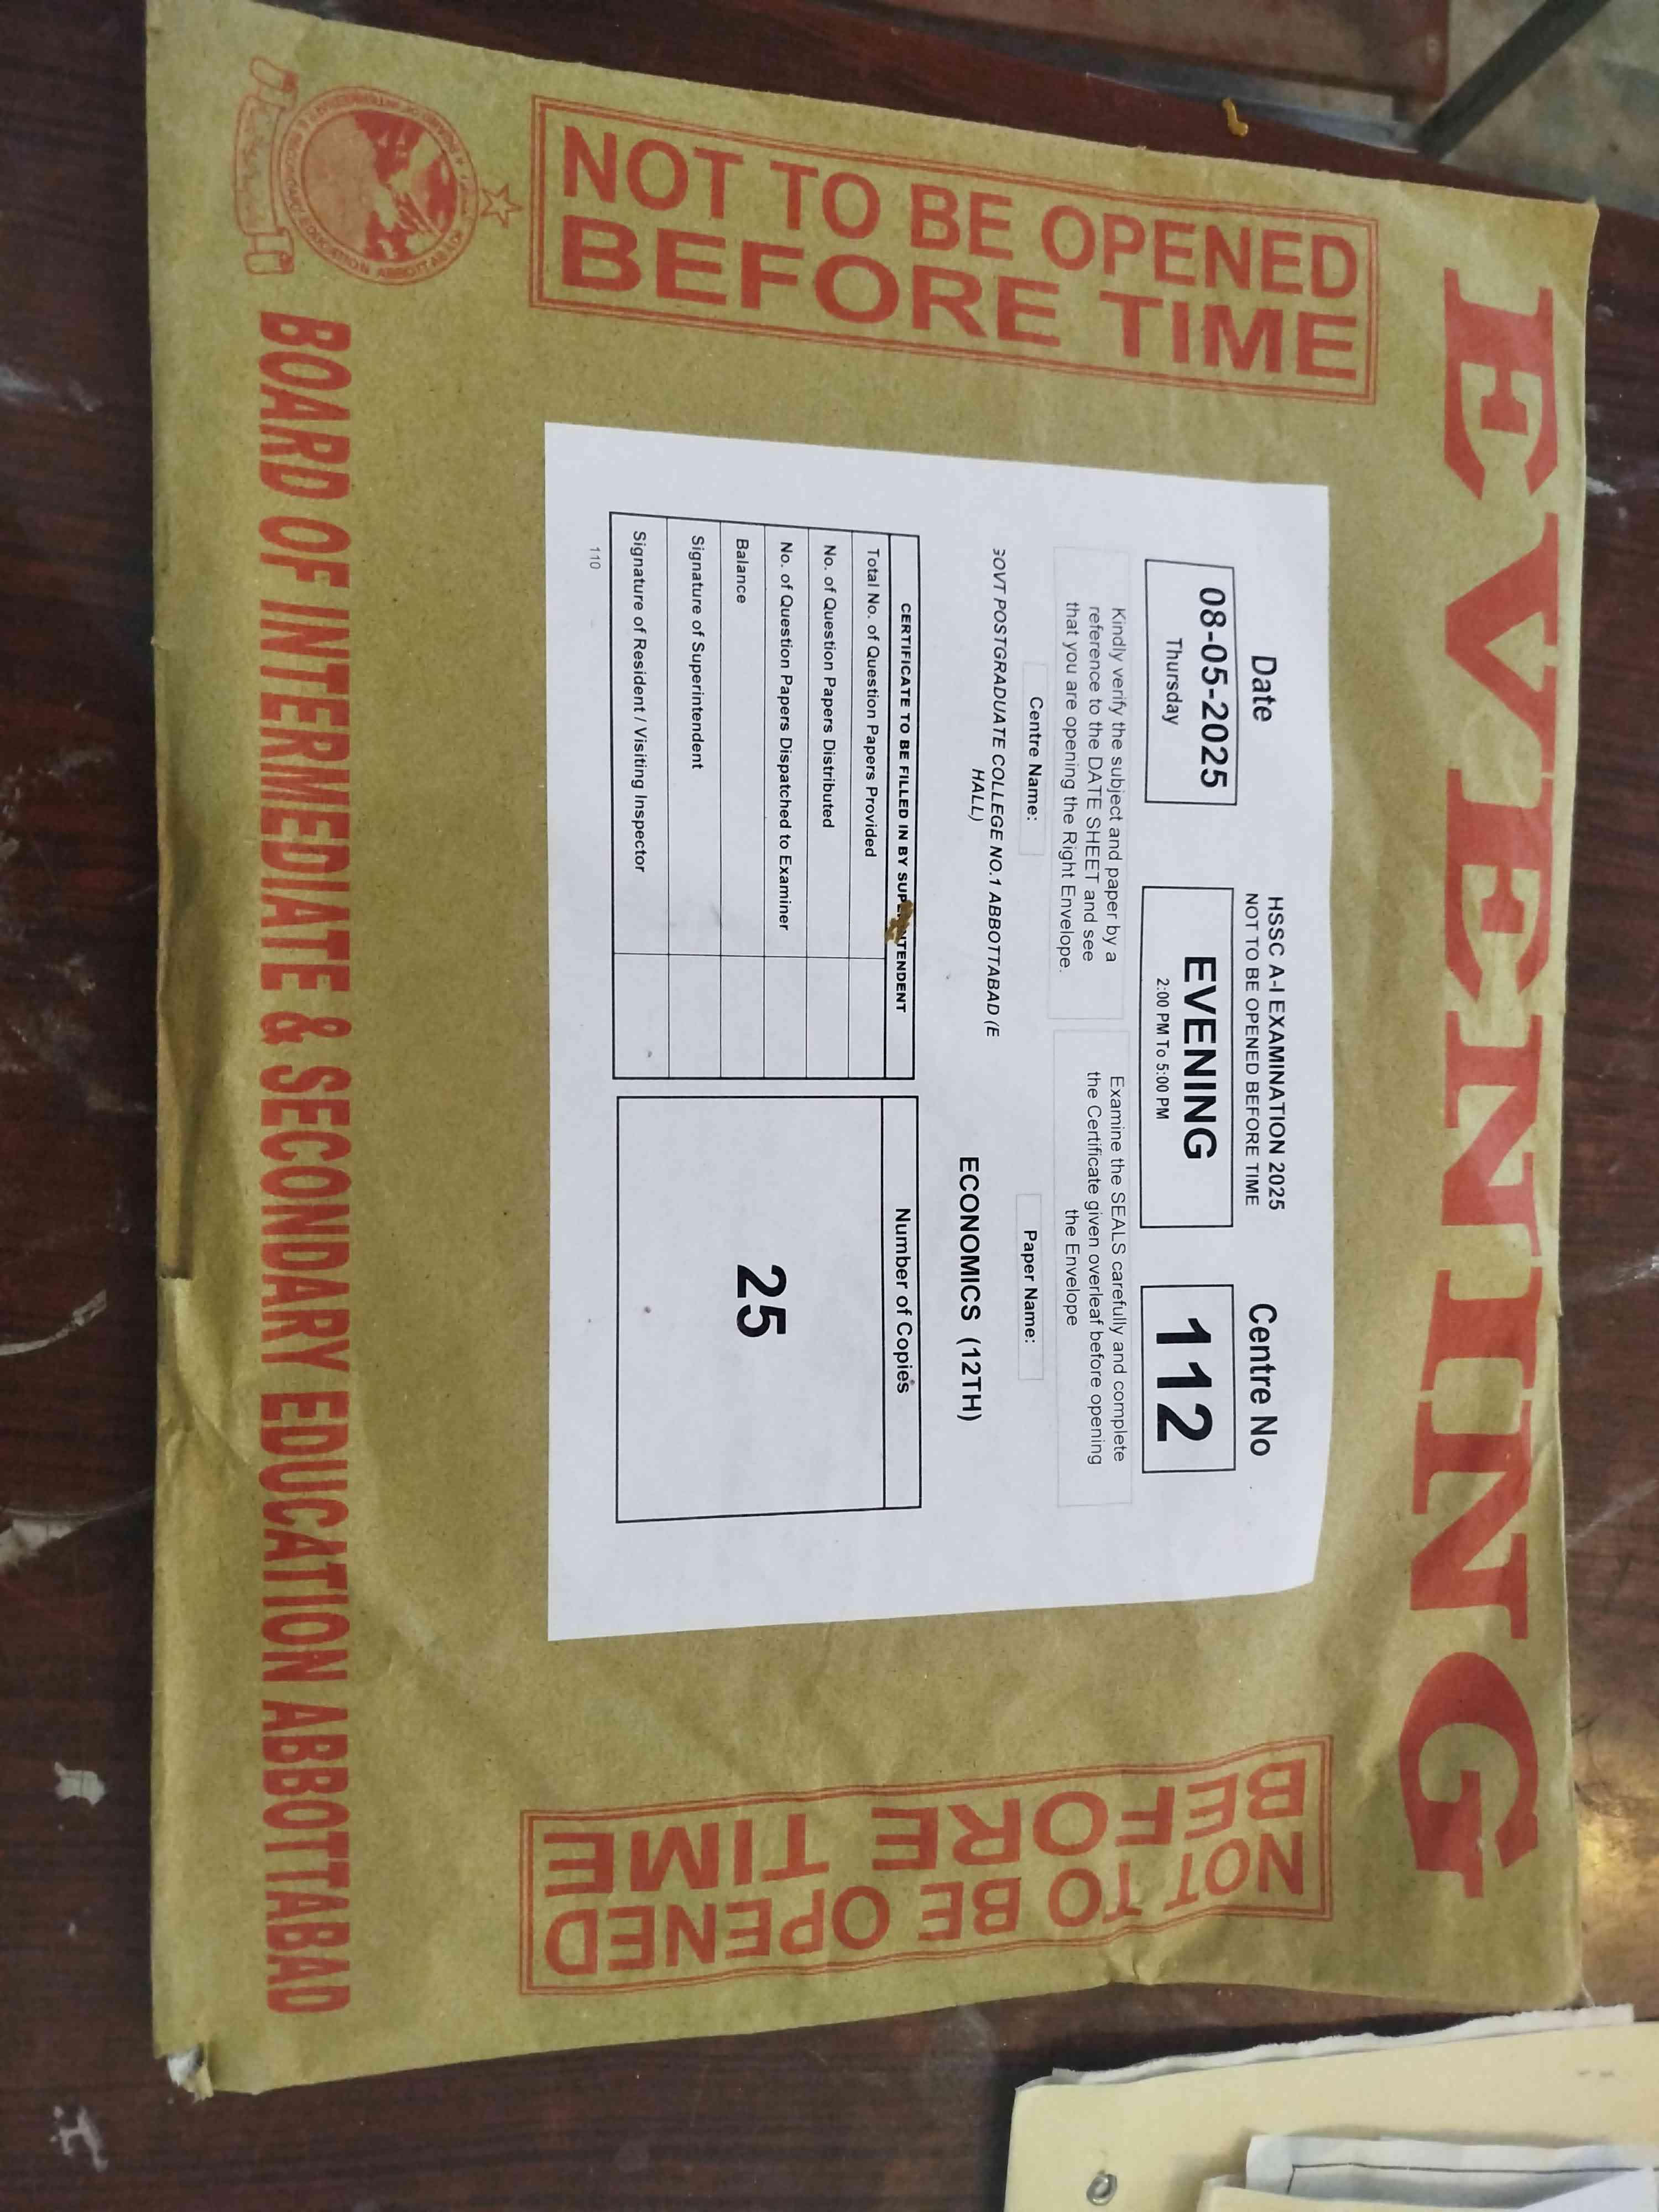 EVENING
NOT TO BE OPENED
BEFORE TIME
HSSC A-I EXAMINATION 2025
NOT TO BE OPENED BEFORE TIME
Date
08-05-2025
Thursday
EVENING
2:00 PM To 5:00 PM
Centre No
112
Kindly verify the subject and paper by a
reference to the DATE SHEET and see
that you are opening the Right Envelope.
Examine the SEALS carefully and complete
the Certificate given overleaf before opening
the Envelope
Centre Name:
GOVT POSTGRADUATE COLLEGE NO.1 ABBOTTABAD (E
HALL)
Paper Name:
ECONOMICS (12TH)
CERTIFICATE TO BE FILLED IN BY SUPERINTENDENT
Total No. of Question Papers Provided
No. of Question Papers Distributed
No. of Question Papers Dispatched to Examiner
Balance
Signature of Superintendent
Signature of Resident / Visiting Inspector
Number of Copies
25
110
NOT TO BE OPENED
BEFORE TIME
BOARD OF INTERMEDIATE & SECONDARY EDUCATION ABBOTTABAD